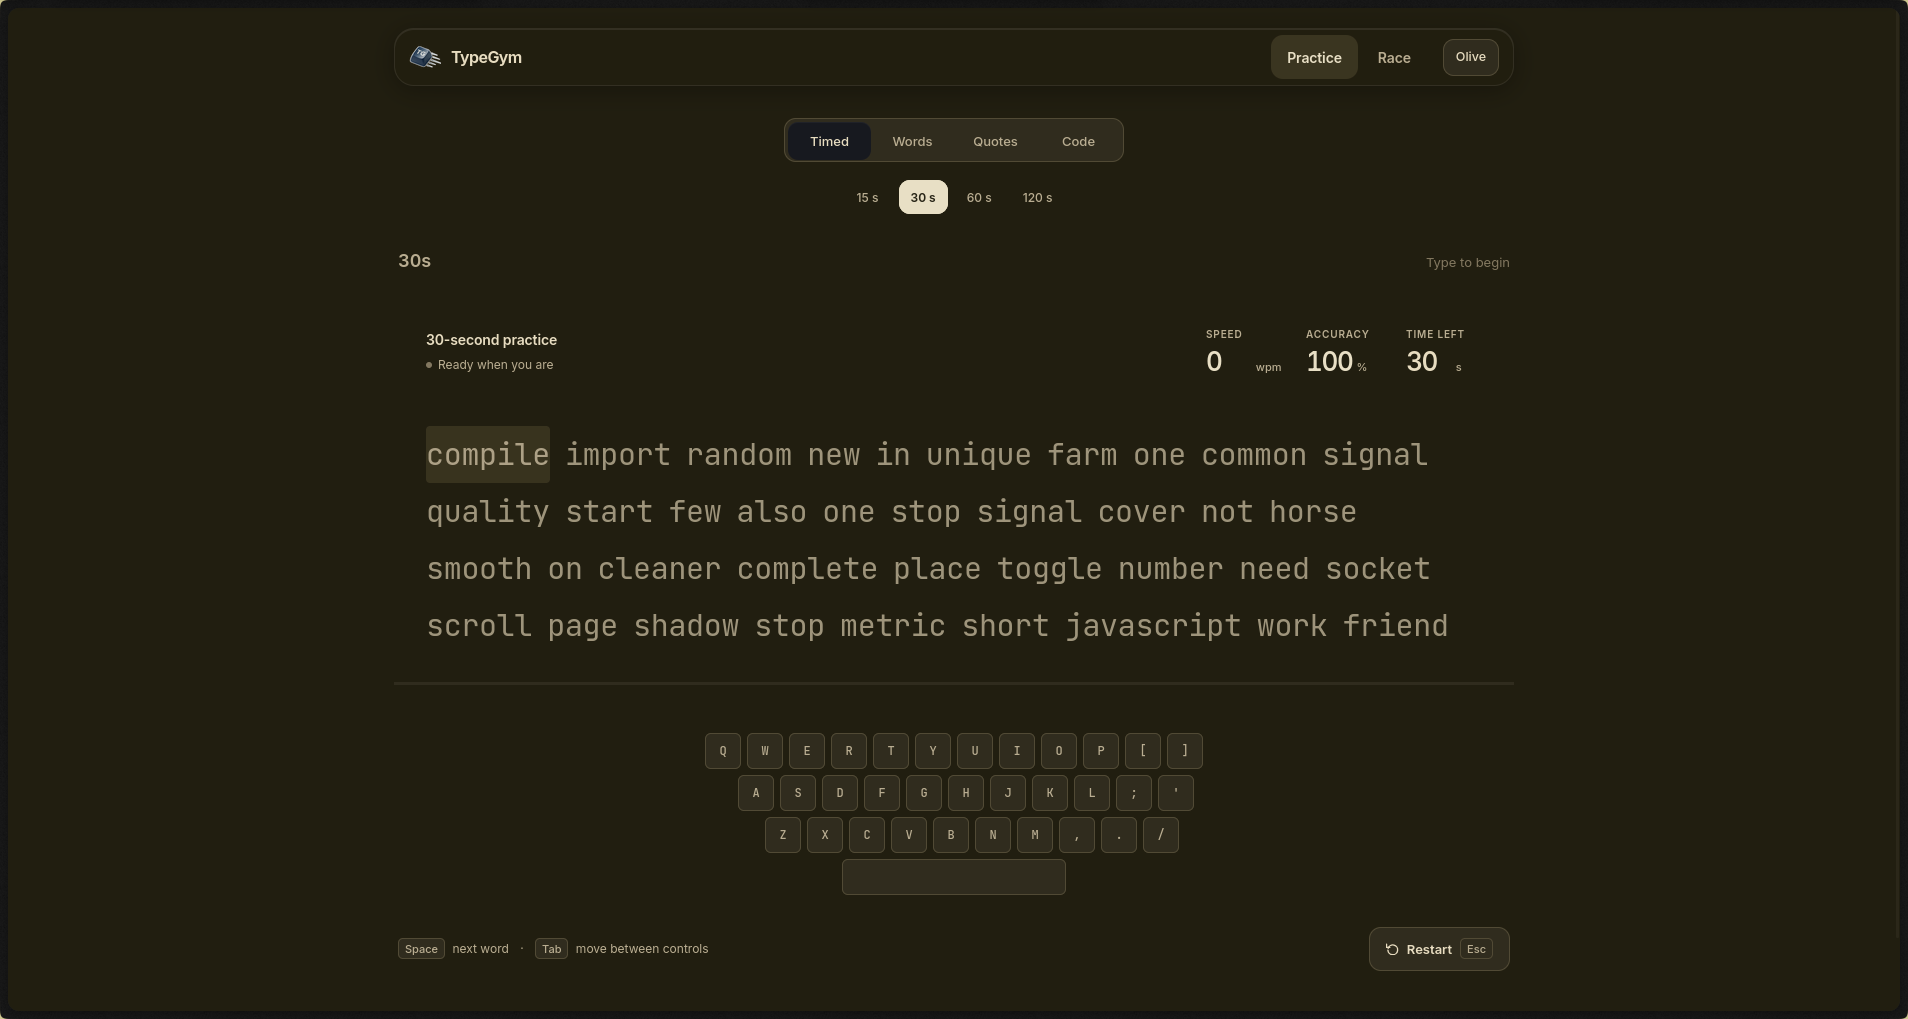 TypeGym Practice Race Olive
Timed Words Quotes Code
15 s 30 s 60 s 120 s
30s Type to begin
30-second practice
Ready when you are
SPEED ACCURACY TIME LEFT
0 wpm 100 % 30 s
compile import random new in unique farm one common signal
quality start few also one stop signal cover not horse
smooth on cleaner complete place toggle number need socket
scroll page shadow stop metric short javascript work friend
Q W E R T Y U I O P [ ]
A S D F G H J K L ; '
Z X C V B N M , . /
Space next word · Tab move between controls Restart Esc